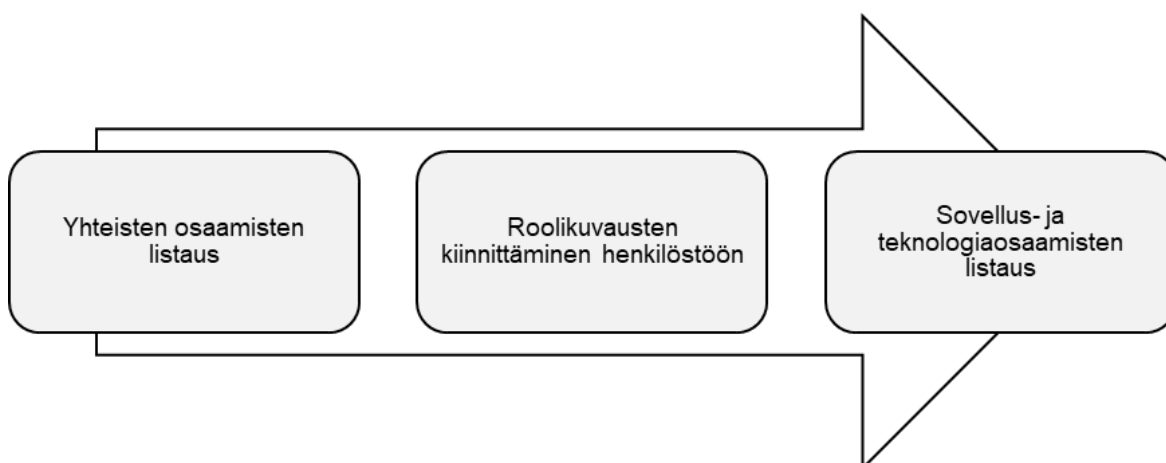 Yhteisten osaamisten
listaus
Roolikuvausten
kiinnittäminen henkilöstöön
Sovellus- ja
teknologiaosaamisten
listaus